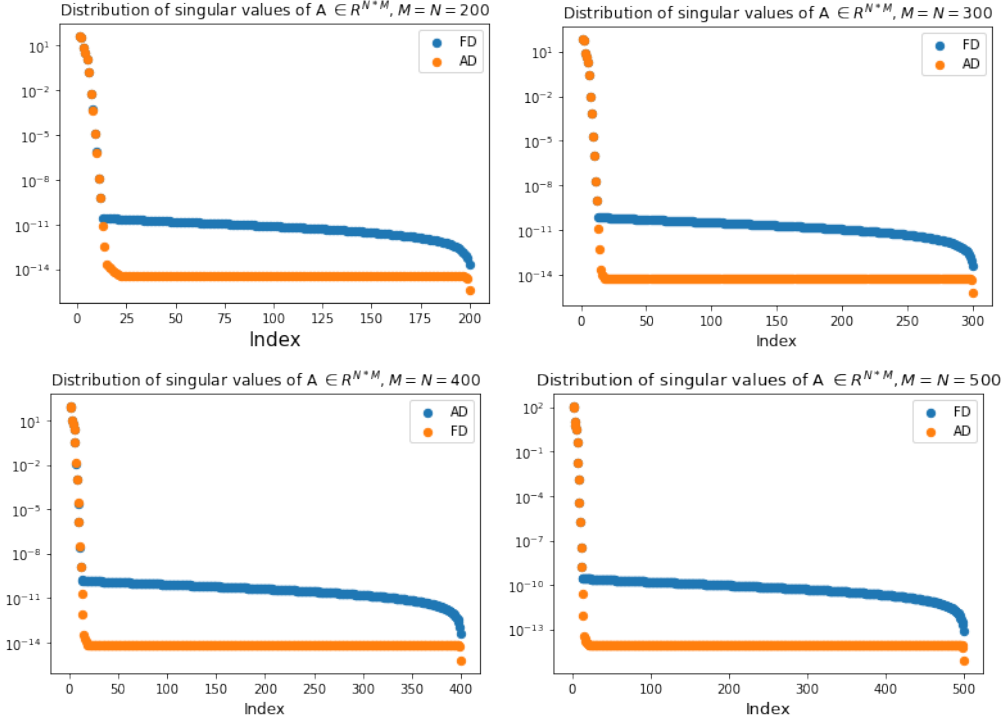 Distribution of singular values of A ∈ R^{N*M}, M = N = 200
FD
AD
10^1
10^{-2}
10^{-5}
10^{-8}
10^{-11}
10^{-14}
0 25 50 75 100 125 150 175 200
Index
Distribution of singular values of A ∈ R^{N*M}, M = N = 300
FD
AD
10^1
10^{-2}
10^{-5}
10^{-8}
10^{-11}
10^{-14}
0 50 100 150 200 250 300
Index
Distribution of singular values of A ∈ R^{N*M}, M = N = 400
AD
FD
10^1
10^{-2}
10^{-5}
10^{-8}
10^{-11}
10^{-14}
0 50 100 150 200 250 300 350 400
Index
Distribution of singular values of A ∈ R^{N*M}, M = N = 500
FD
AD
10^2
10^{-1}
10^{-4}
10^{-7}
10^{-10}
10^{-13}
0 100 200 300 400 500
Index